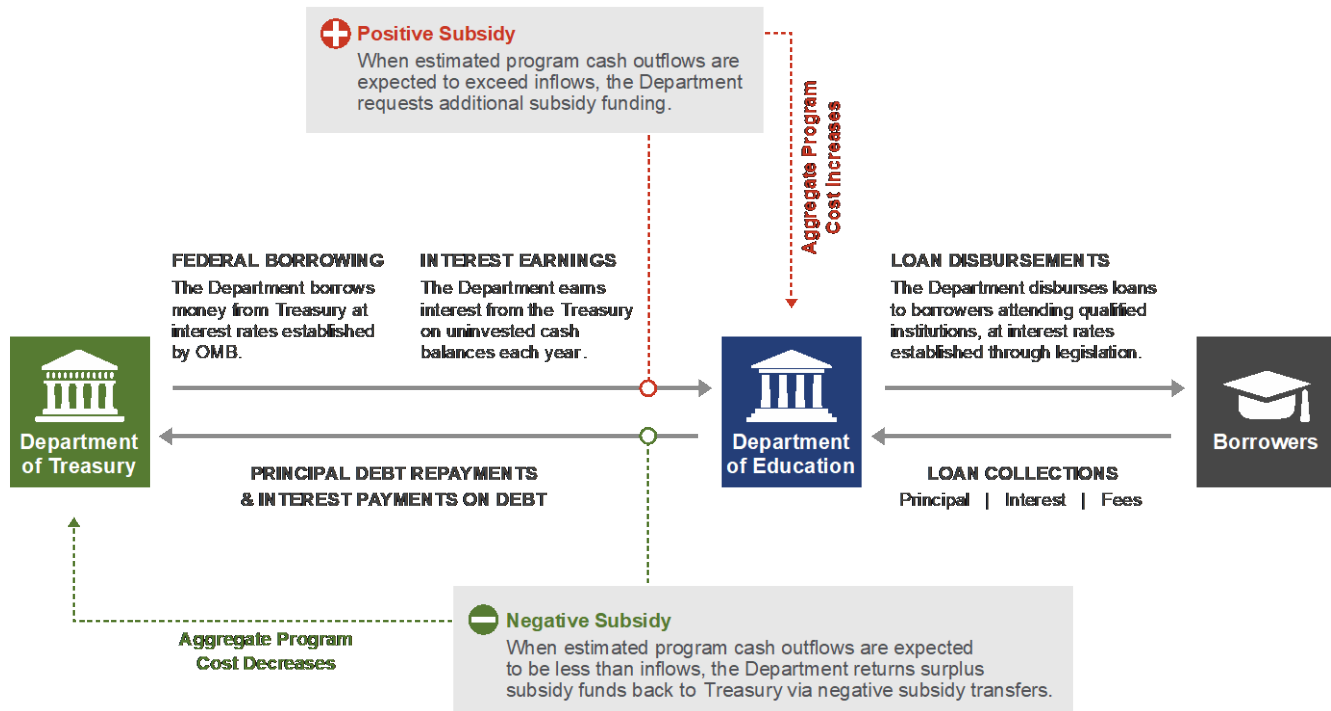 Positive Subsidy
When estimated program cash outflows are
expected to exceed inflows, the Department
requests additional subsidy funding.
Aggregate Program
Cost Increases
FEDERAL BORROWING
The Department borrows
money from Treasury at
interest rates established
by OMB.
INTEREST EARNINGS
The Department earns
interest from the Treasury
on uninvested cash
balances each year.
LOAN DISBURSEMENTS
The Department disburses loans
to borrowers attending qualified
institutions, at interest rates
established through legislation.
Department
of Treasury
Department
of Education
Borrowers
PRINCIPAL DEBT REPAYMENTS
& INTEREST PAYMENTS ON DEBT
LOAN COLLECTIONS
Principal | Interest | Fees
Aggregate Program
Cost Decreases
Negative Subsidy
When estimated program cash outflows are expected
to be less than inflows, the Department returns surplus
subsidy funds back to Treasury via negative subsidy transfers.